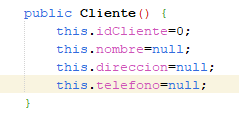 public Cliente() {
this.idCliente=0;
this.nombre=null;
this.direccion=null;
this.telefono=null;
}